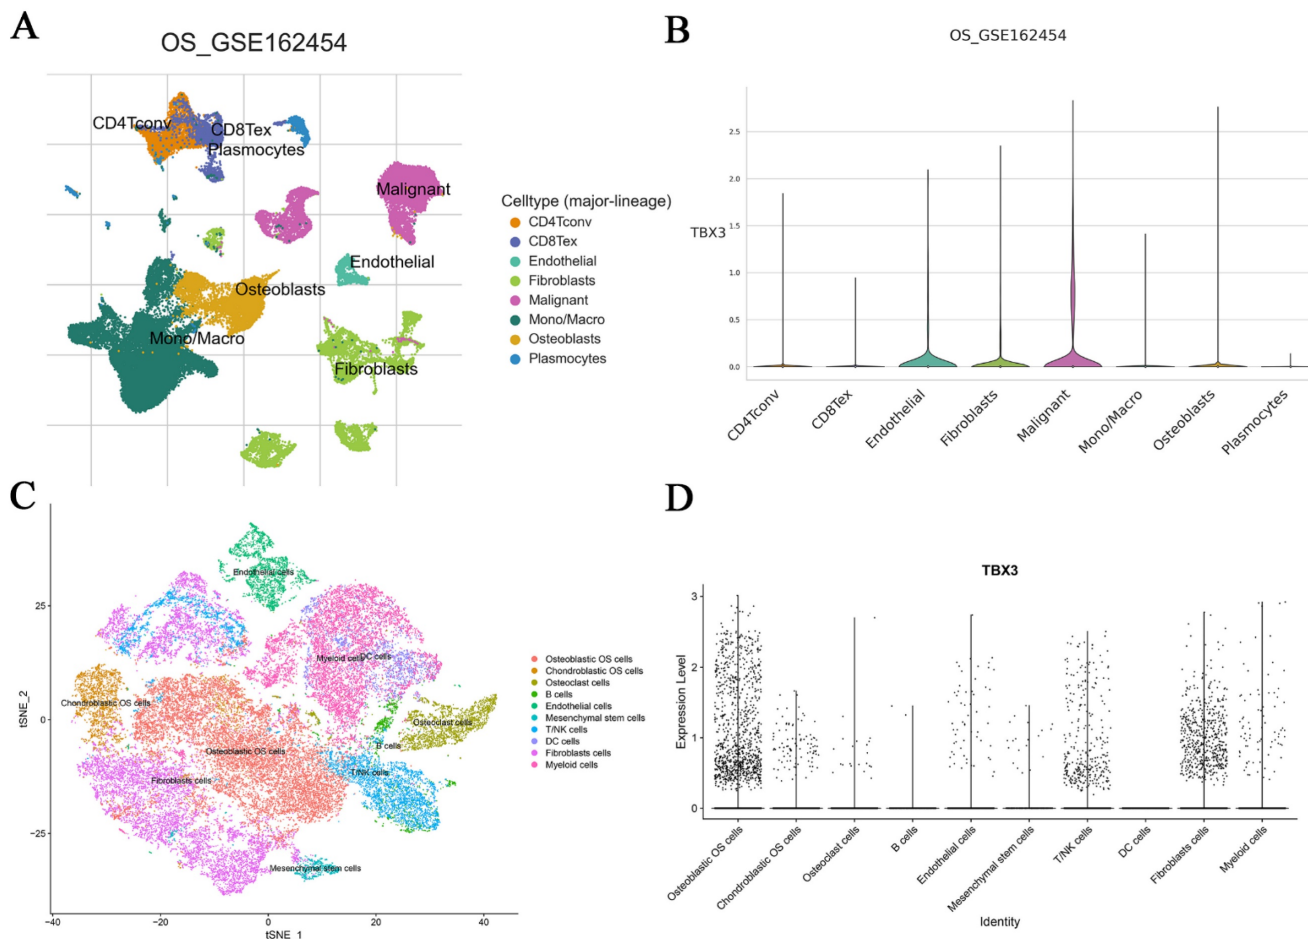 A
OS_GSE162454
CD4Tconv
CD8Tex
Plasmocytes
Malignant
Endothelial
Osteoblasts
Mono/Macro
Fibroblasts
Celltype (major-lineage)
CD4Tconv
CD8Tex
Endothelial
Fibroblasts
Malignant
Mono/Macro
Osteoblasts
Plasmocytes
B
OS_GSE162454
TBX3
2.5
2.0
1.5
1.0
0.5
0.0
CD4Tconv
CD8Tex
Endothelial
Fibroblasts
Malignant
Mono/Macro
Osteoblasts
Plasmocytes
C
tSNE_2
25
0
−25
−40
−20
0
20
40
tSNE_1
Endothelial cells
Myeloid cells
DC cells
Chondroblastic OS cells
Osteoclast cells
Osteoblastic OS cells
B cells
T/NK cells
Fibroblasts cells
Mesenchymal stem cells
Osteoblastic OS cells
Chondroblastic OS cells
Osteoclast cells
B cells
Endothelial cells
Mesenchymal stem cells
T/NK cells
DC cells
Fibroblasts cells
Myeloid cells
D
TBX3
Expression Level
3
2
1
0
Osteoblastic OS cells
Chondroblastic OS cells
Osteoclast cells
B cells
Endothelial cells
Mesenchymal stem cells
T/NK cells
DC cells
Fibroblasts cells
Myeloid cells
Identity